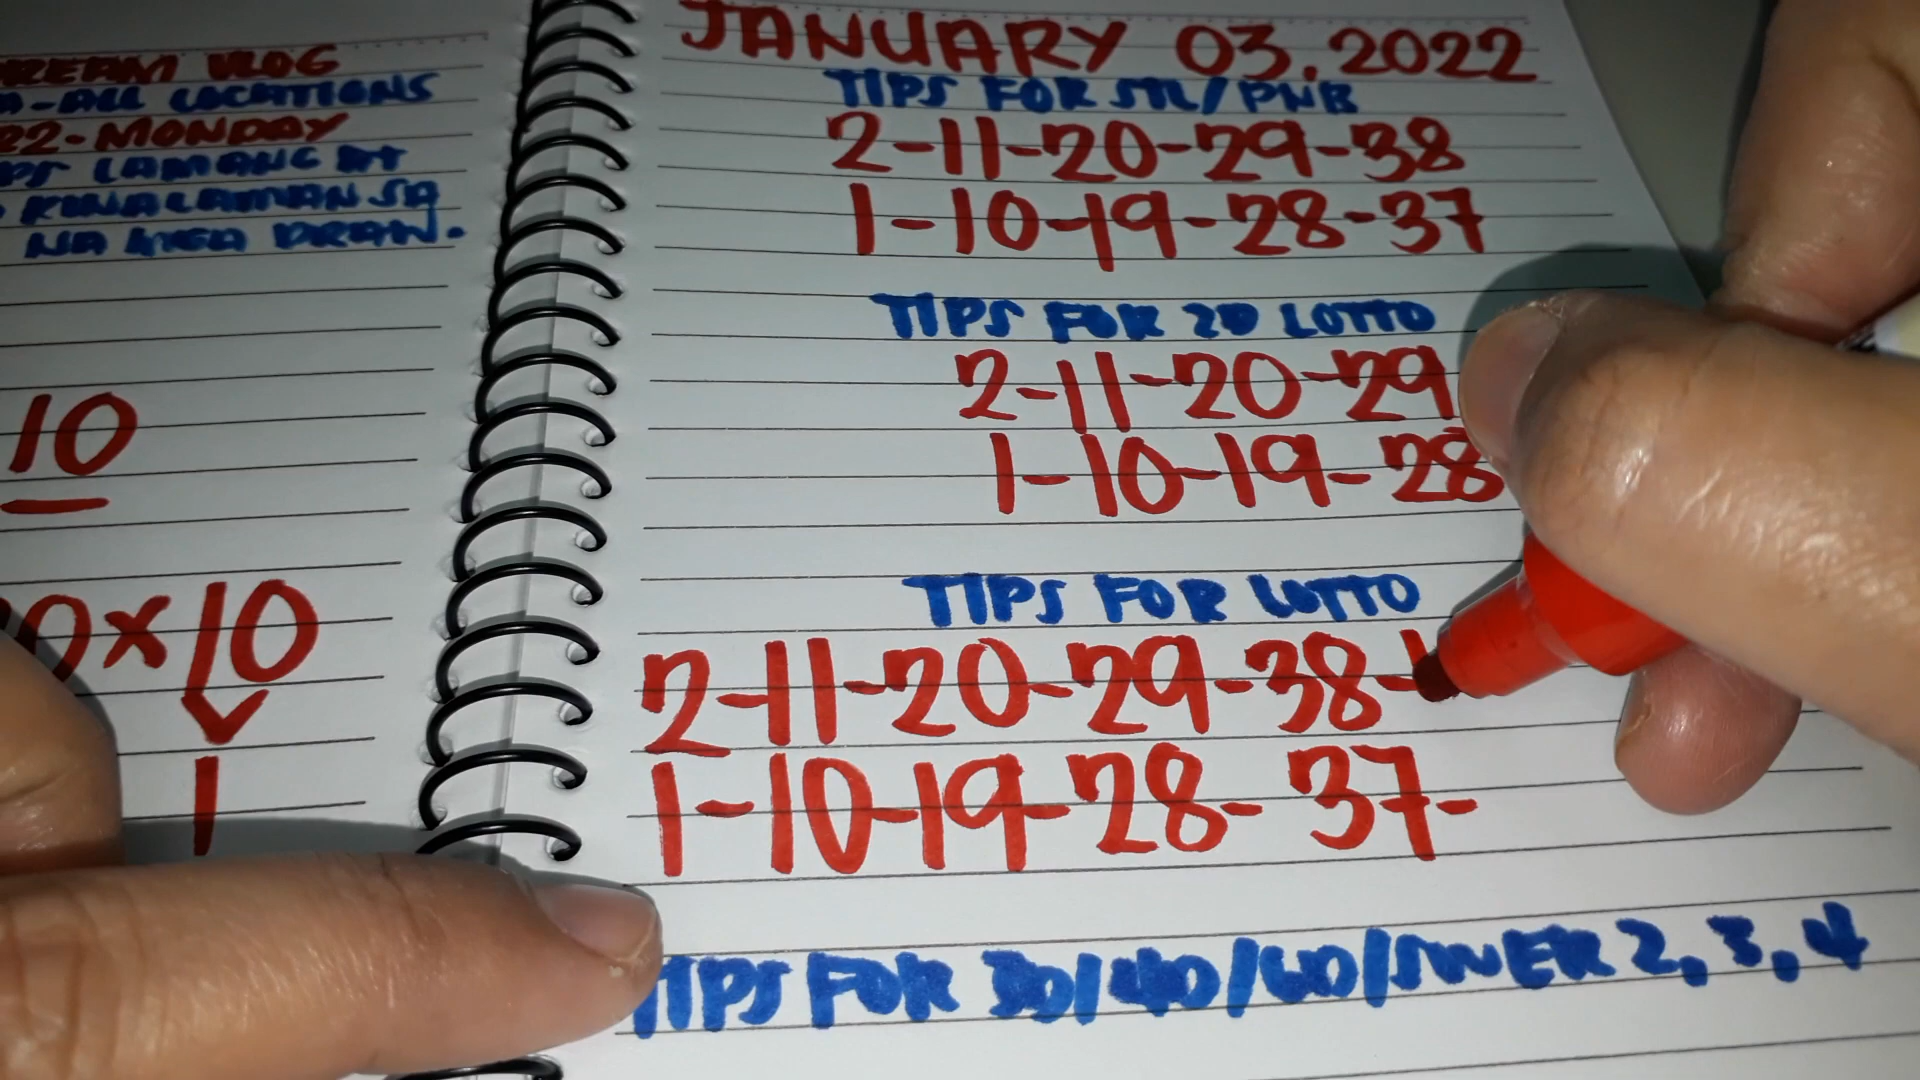 REAM VLOG
A-ALL LOCATIONS
22-MONDAY
PS LAMANG AT
KINALAMAN SA
NA MGA DRAW.
10
0x10
1
JANUARY 03, 2022
TIPS FOR STL/PNB
2-11-20-29-38
1-10-19-28-37
TIPS FOR 2D LOTTO
2-11-20-29
1-10-19-28
TIPS FOR LOTTO
2-11-20-29-38-
1-10-19-28-37-
TIPS FOR 3D/4D/6D/SWER 2, 3, 4